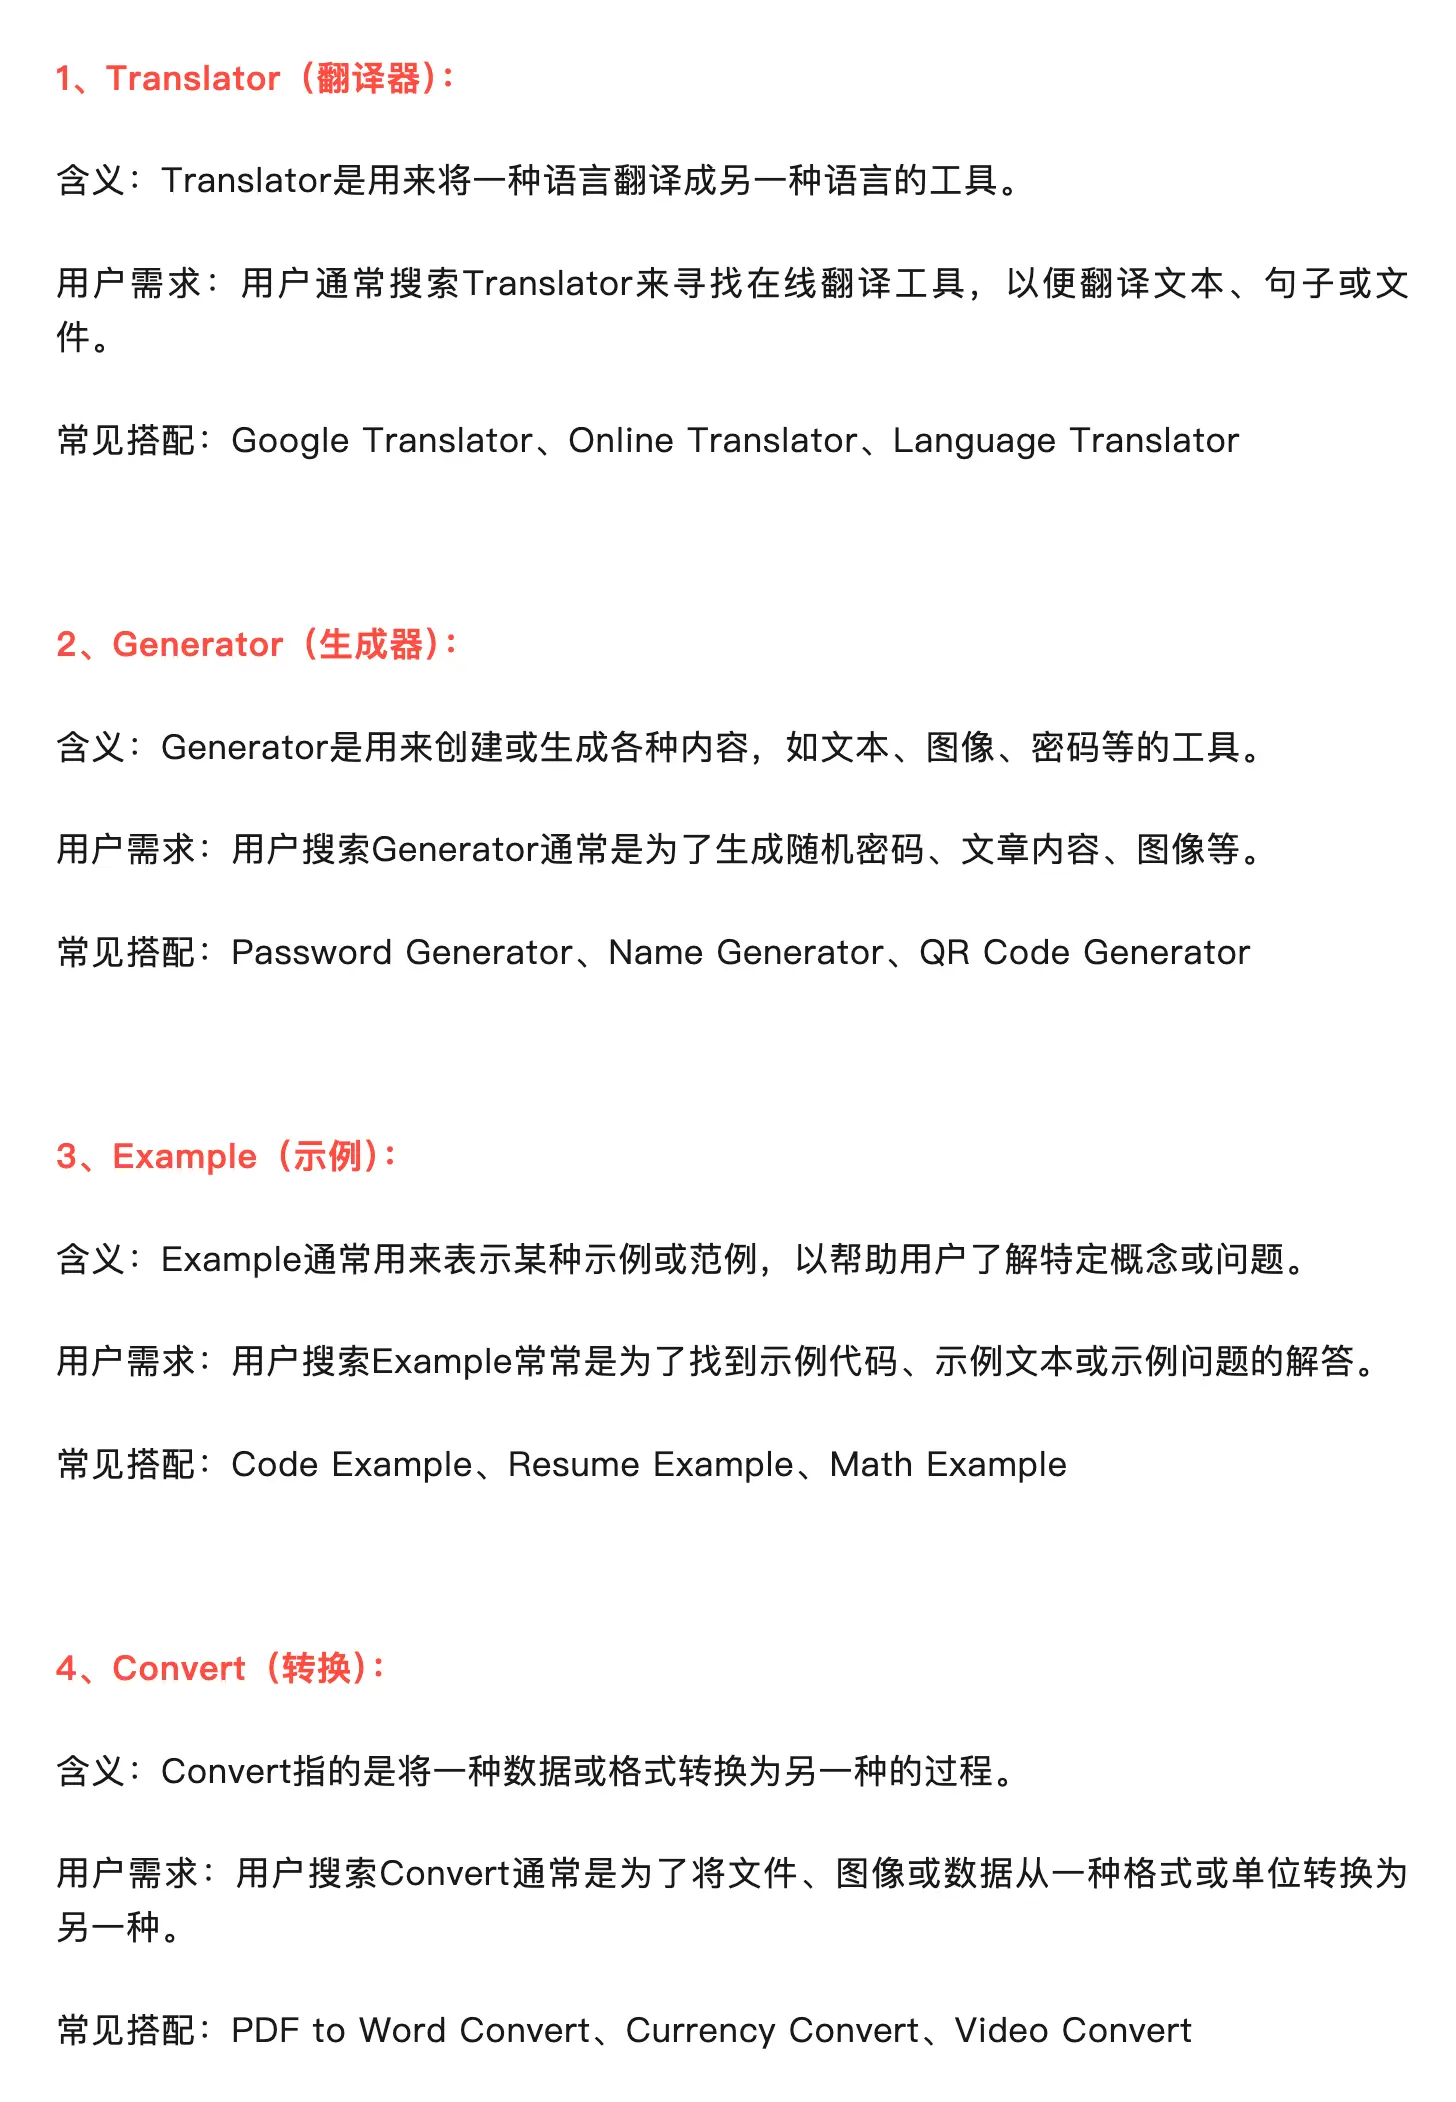 1、Translator（翻译器）：
含义：Translator是用来将一种语言翻译成另一种语言的工具。
用户需求：用户通常搜索Translator来寻找在线翻译工具，以便翻译文本、句子或文
件。
常见搭配：Google Translator、Online Translator、Language Translator
2、Generator（生成器）：
含义：Generator是用来创建或生成各种内容，如文本、图像、密码等的工具。
用户需求：用户搜索Generator通常是为了生成随机密码、文章内容、图像等。
常见搭配：Password Generator、Name Generator、QR Code Generator
3、Example（示例）：
含义：Example通常用来表示某种示例或范例，以帮助用户了解特定概念或问题。
用户需求：用户搜索Example常常是为了找到示例代码、示例文本或示例问题的解答。
常见搭配：Code Example、Resume Example、Math Example
4、Convert（转换）：
含义：Convert指的是将一种数据或格式转换为另一种的过程。
用户需求：用户搜索Convert通常是为了将文件、图像或数据从一种格式或单位转换为
另一种。
常见搭配：PDF to Word Convert、Currency Convert、Video Convert